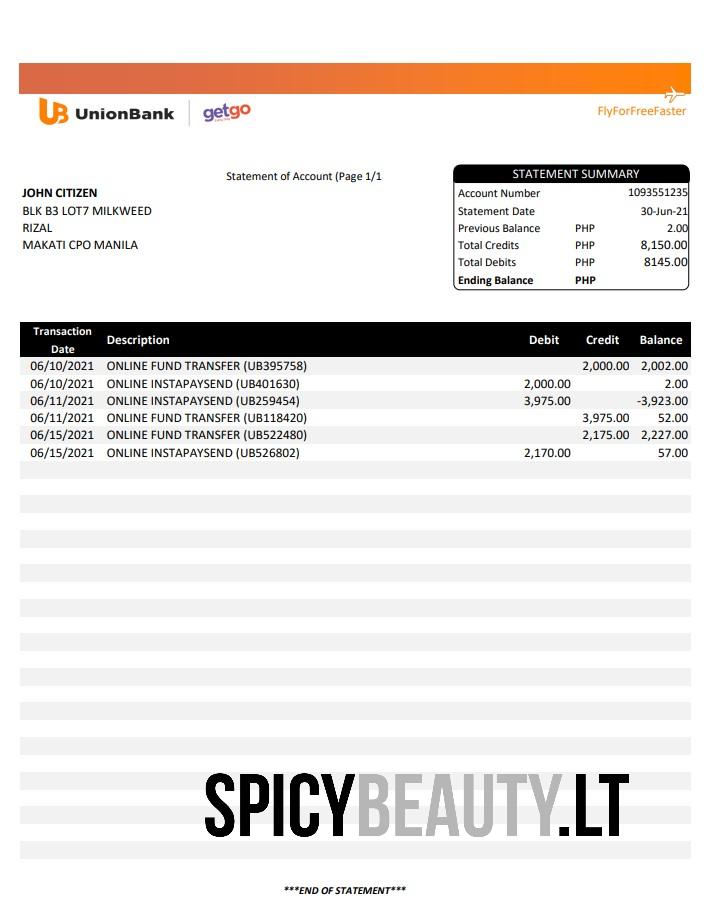 UB UnionBank | getgo
FlyForFreeFaster
Statement of Account (Page 1/1
JOHN CITIZEN
BLK B3 LOT7 MILKWEED
RIZAL
MAKATI CPO MANILA
STATEMENT SUMMARY
Account Number 1093551235
Statement Date 30-Jun-21
Previous Balance PHP 2.00
Total Credits PHP 8,150.00
Total Debits PHP 8145.00
Ending Balance PHP
Transaction Date Description Debit Credit Balance
06/10/2021 ONLINE FUND TRANSFER (UB395758) 2,000.00 2,002.00
06/10/2021 ONLINE INSTAPAYSEND (UB401630) 2,000.00 2.00
06/11/2021 ONLINE INSTAPAYSEND (UB259454) 3,975.00 -3,923.00
06/11/2021 ONLINE FUND TRANSFER (UB118420) 3,975.00 52.00
06/15/2021 ONLINE FUND TRANSFER (UB522480) 2,175.00 2,227.00
06/15/2021 ONLINE INSTAPAYSEND (UB526802) 2,170.00 57.00
SPICYBEAUTY.LT
***END OF STATEMENT***